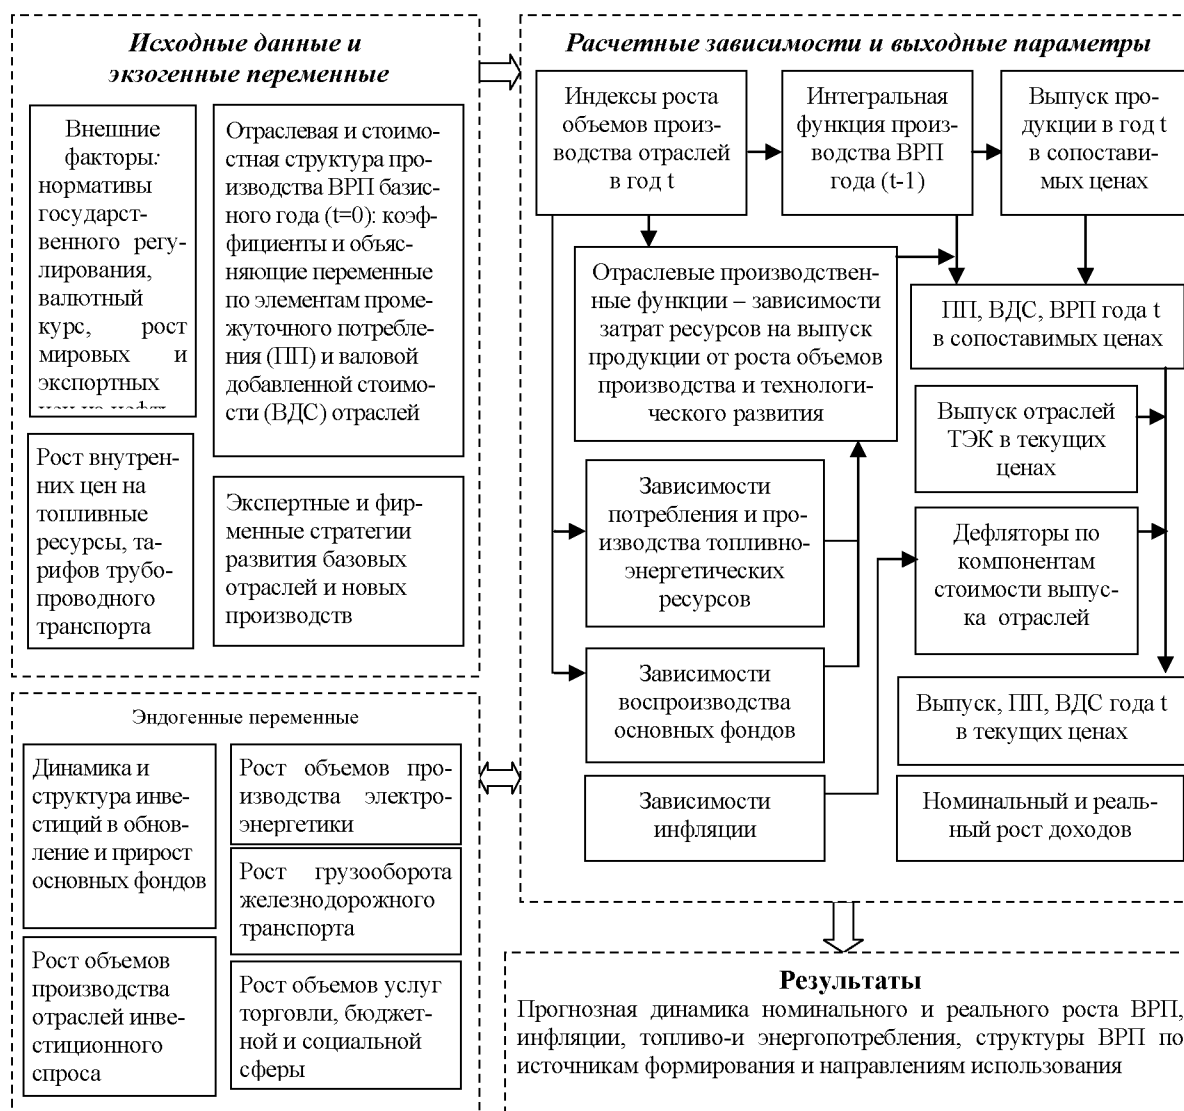 Исходные данные и
экзогенные переменные
Внешние
факторы:
нормативы
государст-
венного регу-
лирования,
валютный
курс, рост
мировых и
экспортных
Отраслевая и стоимо-
стная структура про-
изводства ВРП базис-
ного года (t=0): коэф-
фициенты и объяс-
няющие переменные
по элементам проме-
жуточного потребле-
ния (ПП) и валовой
добавленной стоимо-
сти (ВДС) отраслей
Рост внутрен-
них цен на
топливные
ресурсы, та-
рифов трубо-
проводного
транспорта
Экспертные и фир-
менные стратегии
развития базовых
отраслей и новых
производств
Эндогенные переменные
Динамика и
структура инве-
стиций в обнов-
ление и прирост
основных фондов
Рост объемов про-
изводства электро-
энергетики
Рост грузооборота
железнодорожного
транспорта
Рост объемов
производства
отраслей инве-
стиционного
спроса
Рост объемов услуг
торговли, бюджет-
ной и социальной
сферы
Расчетные зависимости и выходные параметры
Индексы роста
объемов произ-
водства отраслей
в год t
Интегральная
функция произ-
водства ВРП
года (t-1)
Выпуск про-
дукции в год t
в сопостави-
мых ценах
Отраслевые производствен-
ные функции – зависимости
затрат ресурсов на выпуск
продукции от роста объемов
производства и технологи-
ческого развития
ПП, ВДС, ВРП года t
в сопоставимых ценах
Выпуск отраслей
ТЭК в текущих
ценах
Зависимости
потребления и про-
изводства топливно-
энергетических
ресурсов
Дефляторы по
компонентам
стоимости выпус-
ка отраслей
Зависимости
воспроизводства
основных фондов
Выпуск, ПП, ВДС года t
в текущих ценах
Зависимости
инфляции
Номинальный и реаль-
ный рост доходов
Результаты
Прогнозная динамика номинального и реального роста ВРП,
инфляции, топливо-и энергопотребления, структуры ВРП по
источникам формирования и направлениям использования